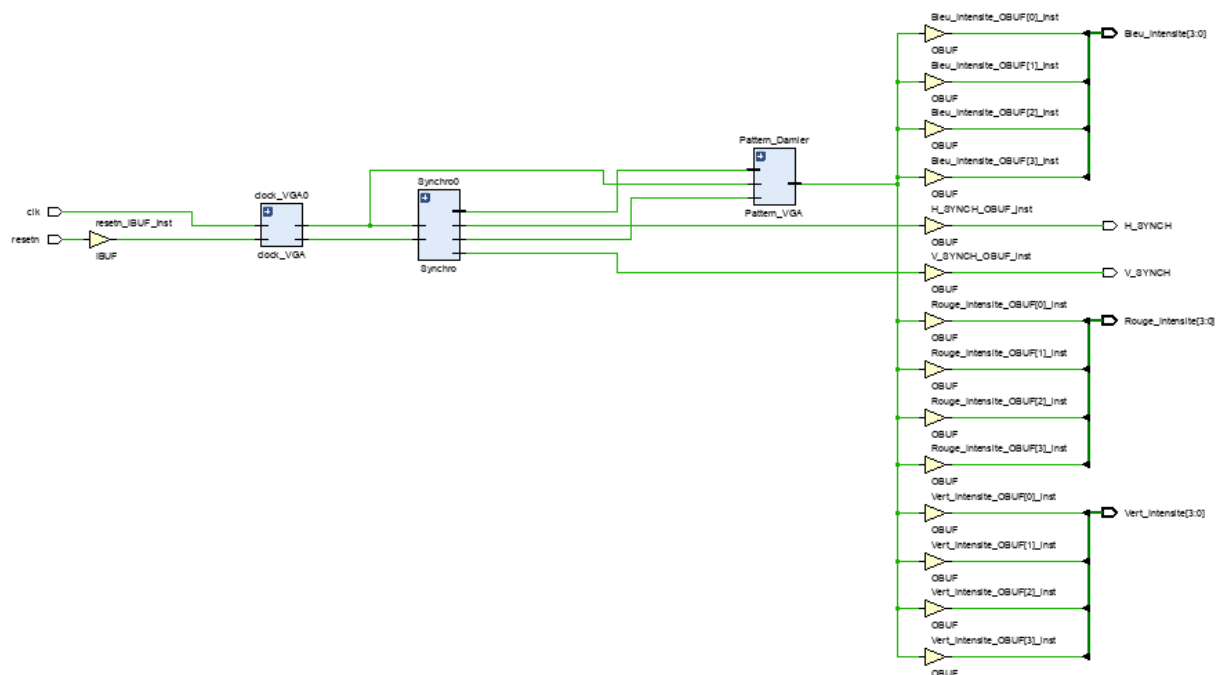 clk
resetn
resetn_IBUF_inst
IBUF
clock_VGA0
clock_VGA
Synchro0
Synchro
Pattern_Damier
Pattern_VGA
Bleu_Intensite_OBUF[0]_inst
OBUF
Bleu_Intensite_OBUF[1]_inst
OBUF
Bleu_Intensite_OBUF[2]_inst
OBUF
Bleu_Intensite_OBUF[3]_inst
OBUF
H_SYNCH_OBUF_inst
OBUF
V_SYNCH_OBUF_inst
OBUF
Rouge_Intensite_OBUF[0]_inst
OBUF
Rouge_Intensite_OBUF[1]_inst
OBUF
Rouge_Intensite_OBUF[2]_inst
OBUF
Rouge_Intensite_OBUF[3]_inst
OBUF
Vert_Intensite_OBUF[0]_inst
OBUF
Vert_Intensite_OBUF[1]_inst
OBUF
Vert_Intensite_OBUF[2]_inst
OBUF
Vert_Intensite_OBUF[3]_inst
OBUF
Bleu_Intensite[3:0]
H_SYNCH
V_SYNCH
Rouge_Intensite[3:0]
Vert_Intensite[3:0]